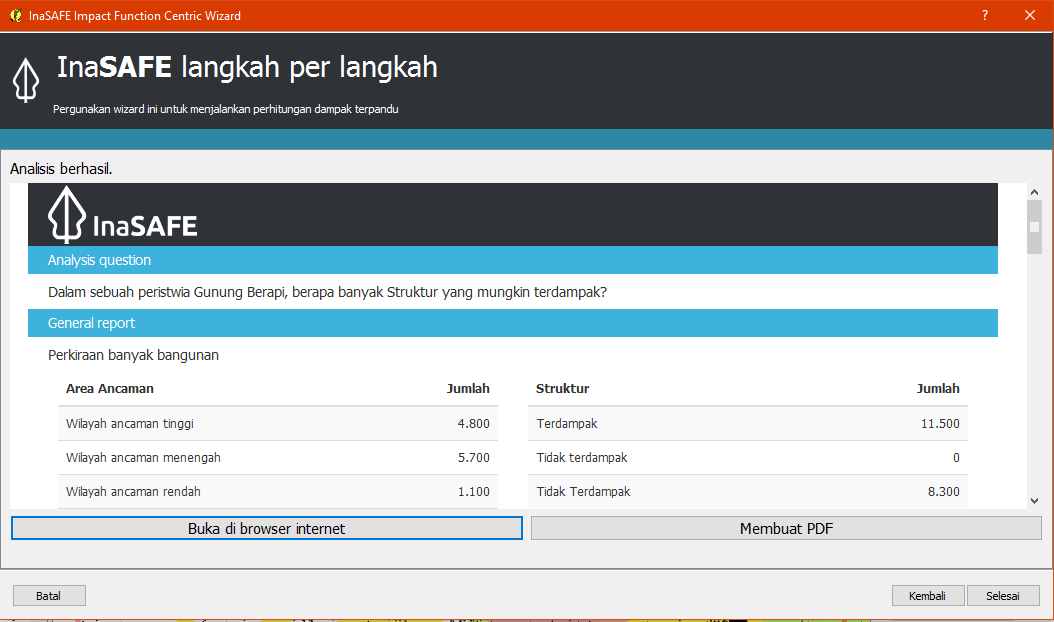 InaSAFE Impact Function Centric Wizard
?
InaSAFE langkah per langkah
Pergunakan wizard ini untuk menjalankan perhitungan dampak terpandu
Analisis berhasil.
InaSAFE
Analysis question
Dalam sebuah peristwia Gunung Berapi, berapa banyak Struktur yang mungkin terdampak?
General report
Perkiraan banyak bangunan
Area Ancaman Jumlah Struktur Jumlah
Wilayah ancaman tinggi 4.800 Terdampak 11.500
Wilayah ancaman menengah 5.700 Tidak terdampak 0
Wilayah ancaman rendah 1.100 Tidak Terdampak 8.300
Buka di browser internet Membuat PDF
Batal Kembali Selesai